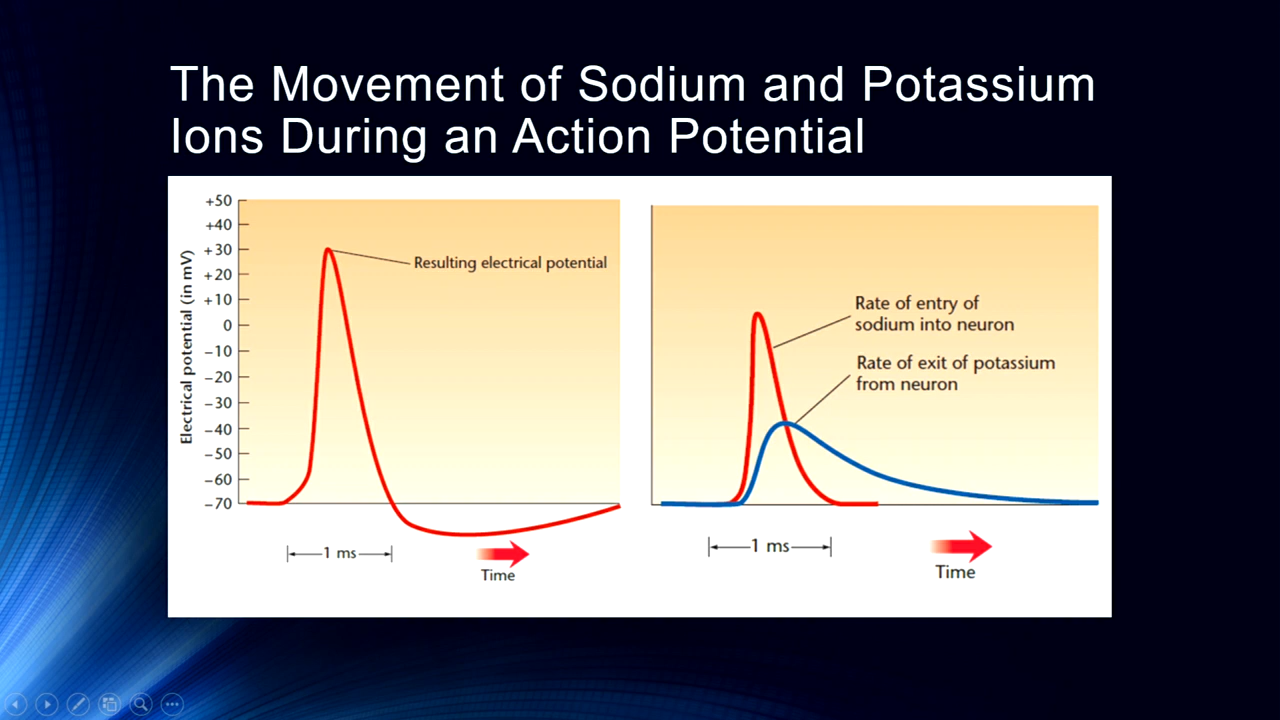 The Movement of Sodium and Potassium
Ions During an Action Potential
Electrical potential (in mV)
+50
+40
+30
+20
+10
0
−10
−20
−30
−40
−50
−60
−70
Resulting electrical potential
1 ms
Time
Rate of entry of
sodium into neuron
Rate of exit of potassium
from neuron
1 ms
Time